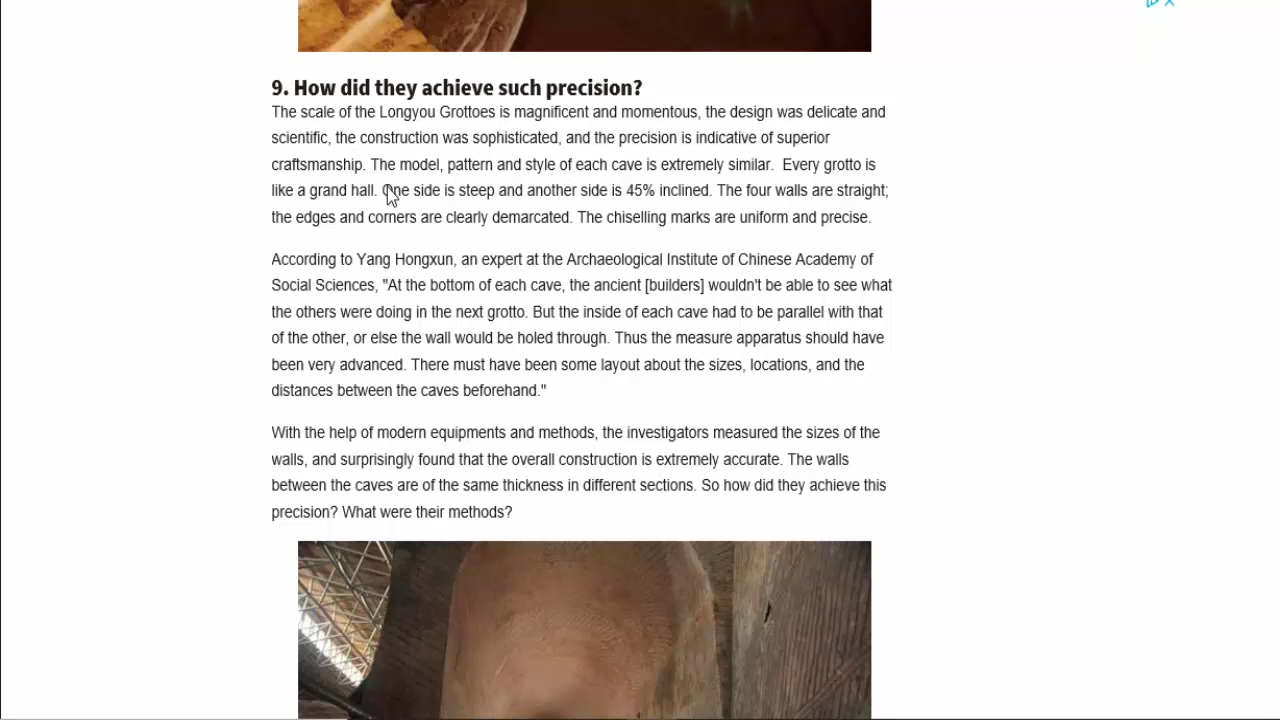 9. How did they achieve such precision?
The scale of the Longyou Grottoes is magnificent and momentous, the design was delicate and
scientific, the construction was sophisticated, and the precision is indicative of superior
craftsmanship. The model, pattern and style of each cave is extremely similar.  Every grotto is
like a grand hall. One side is steep and another side is 45% inclined. The four walls are straight;
the edges and corners are clearly demarcated. The chiselling marks are uniform and precise.
According to Yang Hongxun, an expert at the Archaeological Institute of Chinese Academy of
Social Sciences, "At the bottom of each cave, the ancient [builders] wouldn't be able to see what
the others were doing in the next grotto. But the inside of each cave had to be parallel with that
of the other, or else the wall would be holed through. Thus the measure apparatus should have
been very advanced. There must have been some layout about the sizes, locations, and the
distances between the caves beforehand."
With the help of modern equipments and methods, the investigators measured the sizes of the
walls, and surprisingly found that the overall construction is extremely accurate. The walls
between the caves are of the same thickness in different sections. So how did they achieve this
precision? What were their methods?